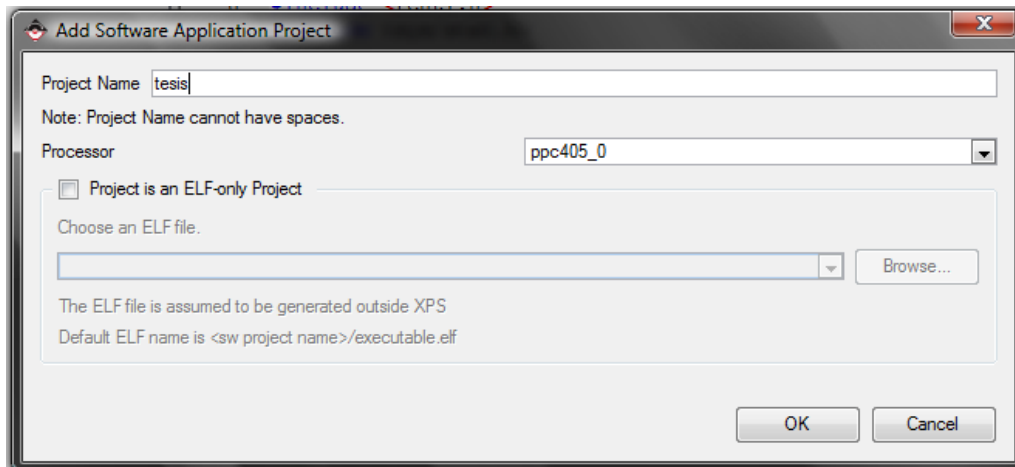 Add Software Application Project
Project Name tesis
Note: Project Name cannot have spaces.
Processor ppc405_0
Project is an ELF-only Project
Choose an ELF file.
Browse...
The ELF file is assumed to be generated outside XPS
Default ELF name is <sw project name>/executable.elf
OK Cancel